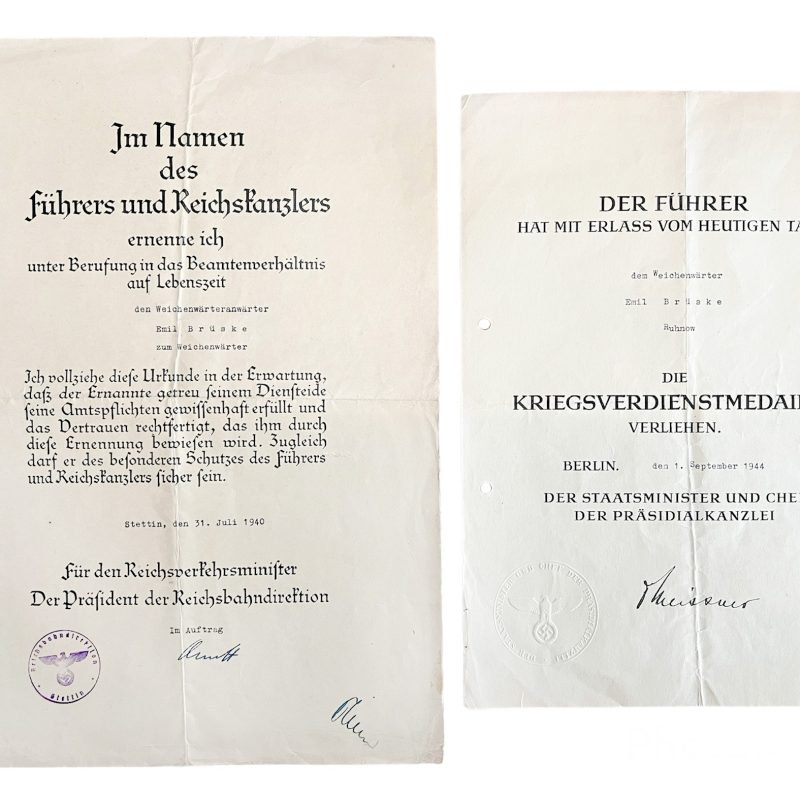 Im Namen
des
Führers und Reichskanzlers
ernenne ich
unter Berufung in das Beamtenverhältnis
auf Lebenszeit
den Weichenwärteranwärter
Emil Brüske
zum Weichenwärter
Ich vollziehe diese Urkunde in der Erwartung,
daß der Ernannte getreu seinem Diensteide
seine Amtspflichten gewissenhaft erfüllt und
das Vertrauen rechtfertigt, das ihm durch
diese Ernennung bewiesen wird. Zugleich
darf er des besonderen Schutzes des Führers
und Reichskanzlers sicher sein.
Stettin, den 31. Juli 1940
Für den Reichsverkehrsminister
Der Präsident der Reichsbahndirektion
Im Auftrag
Reichsbahndirektion
Stettin
DER FÜHRER
HAT MIT ERLASS VOM HEUTIGEN TA
dem Weichenwärter
Emil Brüske
Ruhnow
DIE
KRIEGSVERDIENSTMEDAI
VERLIEHEN.
BERLIN, den 1. September 1944
DER STAATSMINISTER UND CHE
DER PRÄSIDIALKANZLEI
Meissner